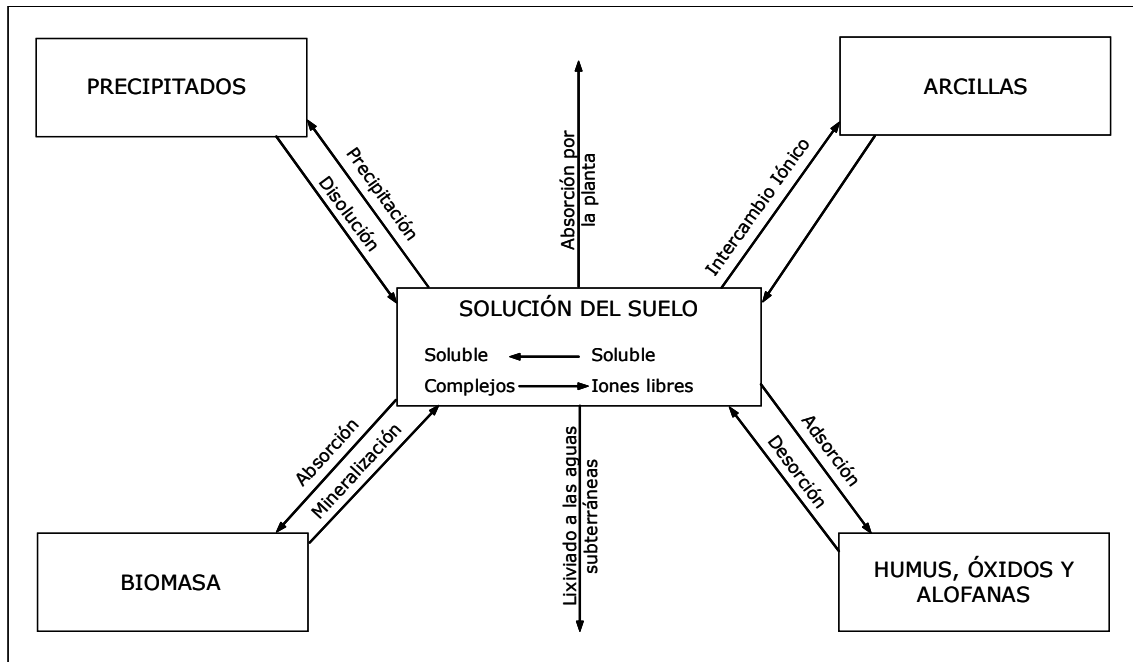 PRECIPITADOS
ARCILLAS
Precipitación
Disolución
Absorción por
la planta
Intercambio Iónico
SOLUCIÓN DEL SUELO
Soluble
Soluble
Complejos
Iones libres
Absorción
Mineralización
Lixiviado a las aguas
subterráneas
Adsorción
Desorción
BIOMASA
HUMUS, ÓXIDOS Y
ALOFANAS